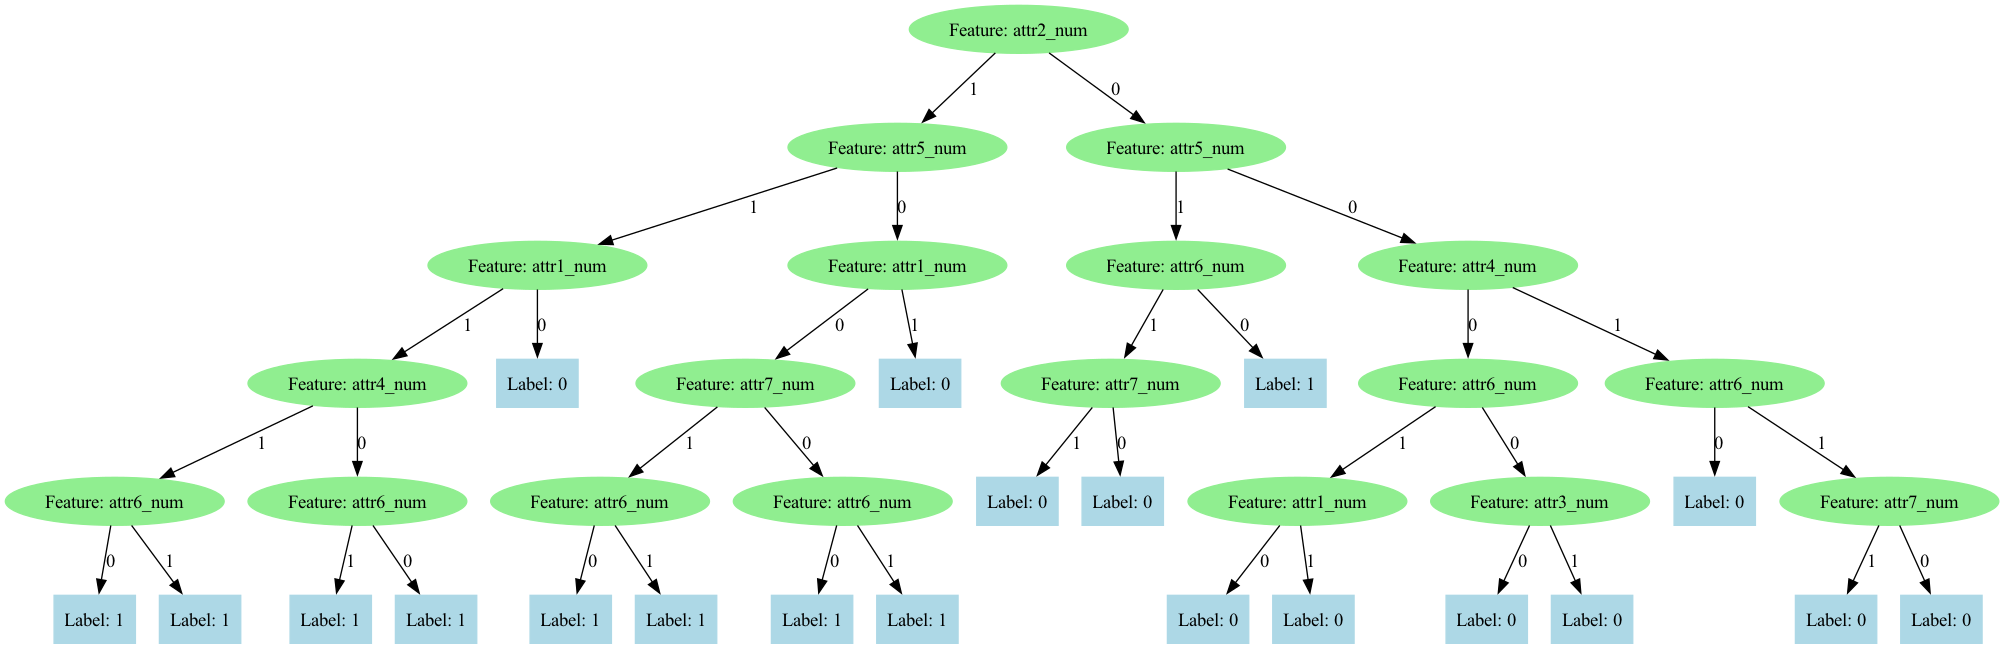 Feature: attr2_num
1
0
Feature: attr5_num
Feature: attr5_num
1
0
1
0
Feature: attr1_num
Feature: attr1_num
Feature: attr6_num
Feature: attr4_num
1
0
0
1
1
0
0
1
Feature: attr4_num
Label: 0
Feature: attr7_num
Label: 0
Feature: attr7_num
Label: 1
Feature: attr6_num
Feature: attr6_num
1
0
1
0
1
0
1
0
0
1
Feature: attr6_num
Feature: attr6_num
Feature: attr6_num
Feature: attr6_num
Label: 0
Label: 0
Feature: attr1_num
Feature: attr3_num
Label: 0
Feature: attr7_num
0
1
1
0
0
1
0
1
0
1
0
1
1
0
Label: 1
Label: 1
Label: 1
Label: 1
Label: 1
Label: 1
Label: 1
Label: 1
Label: 0
Label: 0
Label: 0
Label: 0
Label: 0
Label: 0